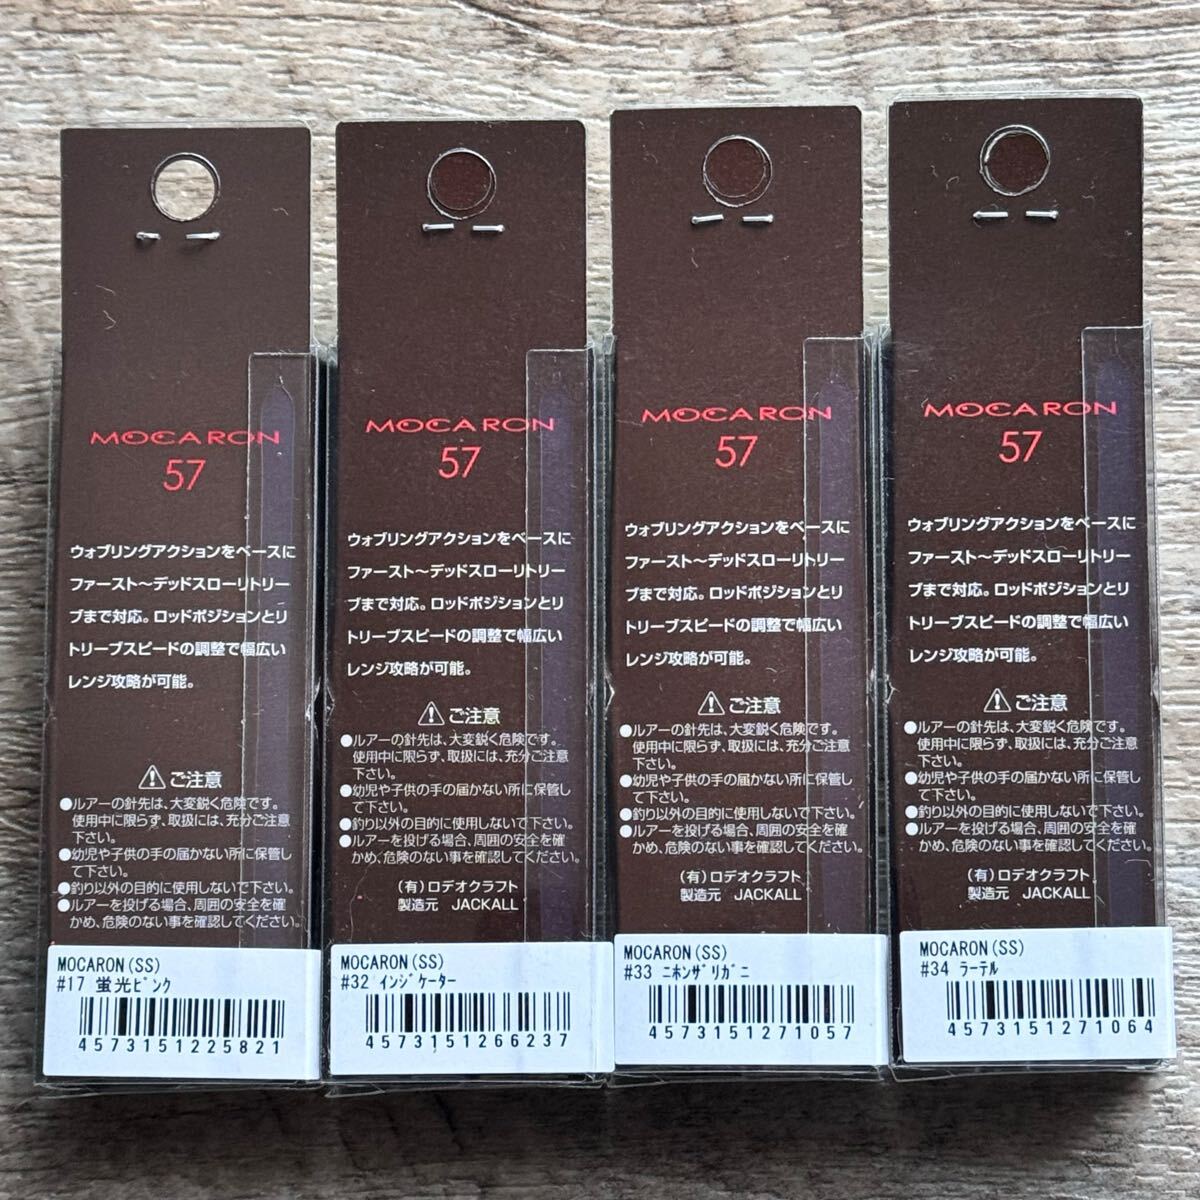 MOCARON
57
ウォブリングアクションをベースに
ファースト〜デッドスローリトリー
ブまで対応。ロッドポジションとリ
トリーブスピードの調整で幅広い
レンジ攻略が可能。
ご注意
●ルアーの針先は、大変鋭く危険です。
使用中に限らず、取扱には、充分ご注意
下さい。
●幼児や子供の手の届かない所に保管し
て下さい。
●釣り以外の目的に使用しないで下さい。
●ルアーを投げる場合、周囲の安全を確
かめ、危険のない事を確認してください。
MOCARON(SS)
#17 蛍光ピンク
4573151225821
MOCARON
57
ウォブリングアクションをベースに
ファースト〜デッドスローリトリー
ブまで対応。ロッドポジションとリ
トリーブスピードの調整で幅広い
レンジ攻略が可能。
ご注意
●ルアーの針先は、大変鋭く危険です。
使用中に限らず、取扱には、充分ご注意
下さい。
●幼児や子供の手の届かない所に保管し
て下さい。
●釣り以外の目的に使用しないで下さい。
●ルアーを投げる場合、周囲の安全を確
かめ、危険のない事を確認してください。
(有)ロデオクラフト
製造元 JACKALL
MOCARON(SS)
#32 インジケーター
4573151266237
MOCARON
57
ウォブリングアクションをベースに
ファースト〜デッドスローリトリー
ブまで対応。ロッドポジションとリ
トリーブスピードの調整で幅広い
レンジ攻略が可能。
ご注意
●ルアーの針先は、大変鋭く危険です。
使用中に限らず、取扱には、充分ご注意
下さい。
●幼児や子供の手の届かない所に保管し
て下さい。
●釣り以外の目的に使用しないで下さい。
●ルアーを投げる場合、周囲の安全を確
かめ、危険のない事を確認してください。
(有)ロデオクラフト
製造元 JACKALL
MOCARON(SS)
#33 ニホンザリガニ
4573151271057
MOCARON
57
ウォブリングアクションをベースに
ファースト〜デッドスローリトリー
ブまで対応。ロッドポジションとリ
トリーブスピードの調整で幅広い
レンジ攻略が可能。
ご注意
●ルアーの針先は、大変鋭く危険です。
使用中に限らず、取扱には、充分ご注意
下さい。
●幼児や子供の手の届かない所に保管し
て下さい。
●釣り以外の目的に使用しないで下さい。
●ルアーを投げる場合、周囲の安全を確
かめ、危険のない事を確認してください。
(有)ロデオクラフト
製造元 JACKALL
MOCARON(SS)
#34 ラーテル
4573151271064